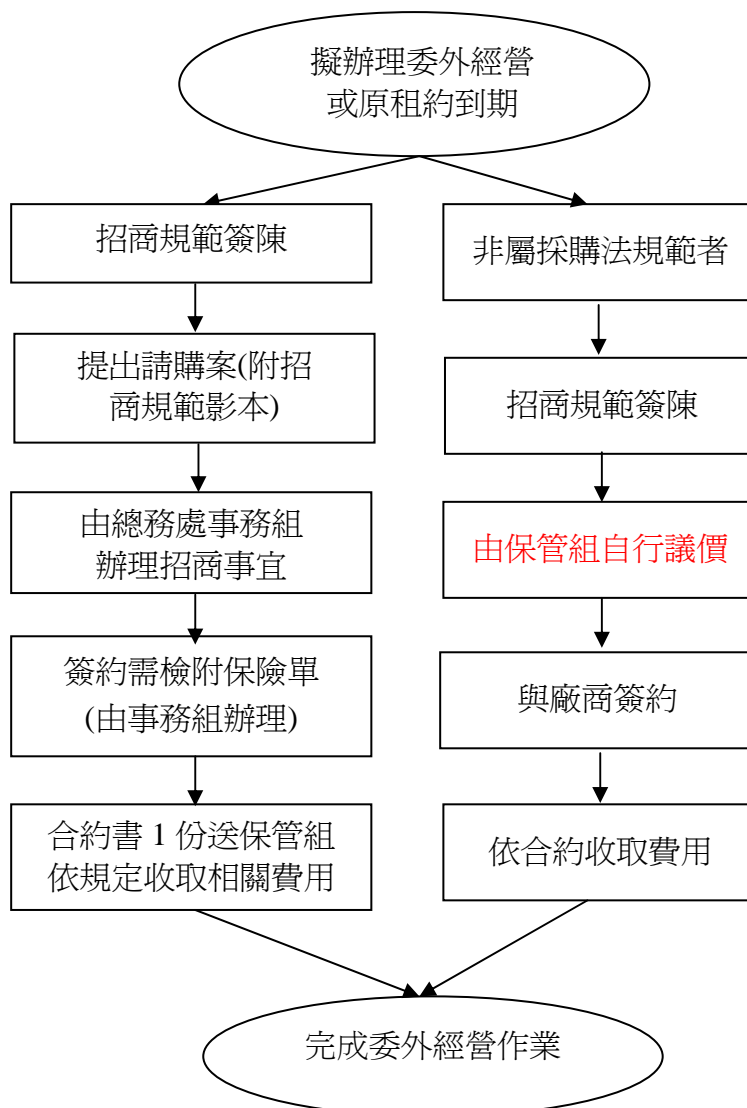 擬辦理委外經營
或原租約到期
招商規範簽陳
提出請購案(附招
商規範影本)
由總務處事務組
辦理招商事宜
簽約需檢附保險單
(由事務組辦理)
合約書 1 份送保管組
依規定收取相關費用
非屬採購法規範者
招商規範簽陳
由保管組自行議價
與廠商簽約
依合約收取費用
完成委外經營作業